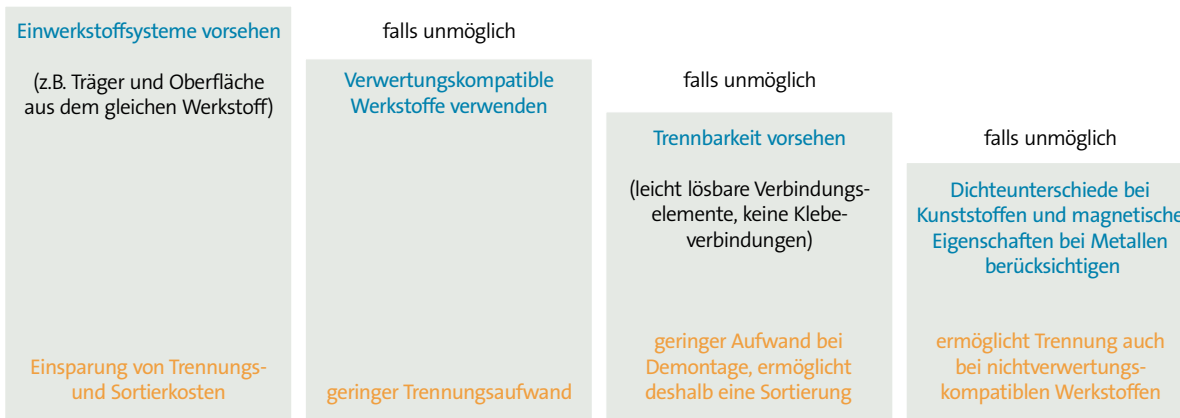 Einwerkstoffsysteme vorsehen
(z.B. Träger und Oberfläche
aus dem gleichen Werkstoff)
Einsparung von Trennungs-
und Sortierkosten
falls unmöglich
Verwertungskompatible
Werkstoffe verwenden
geringer Trennungsaufwand
falls unmöglich
Trennbarkeit vorsehen
(leicht lösbare Verbindungs-
elemente, keine Klebe-
verbindungen)
geringer Aufwand bei
Demontage, ermöglicht
deshalb eine Sortierung
falls unmöglich
Dichteunterschiede bei
Kunststoffen und magnetische
Eigenschaften bei Metallen
berücksichtigen
ermöglicht Trennung auch
bei nichtverwertungs-
kompatiblen Werkstoffen